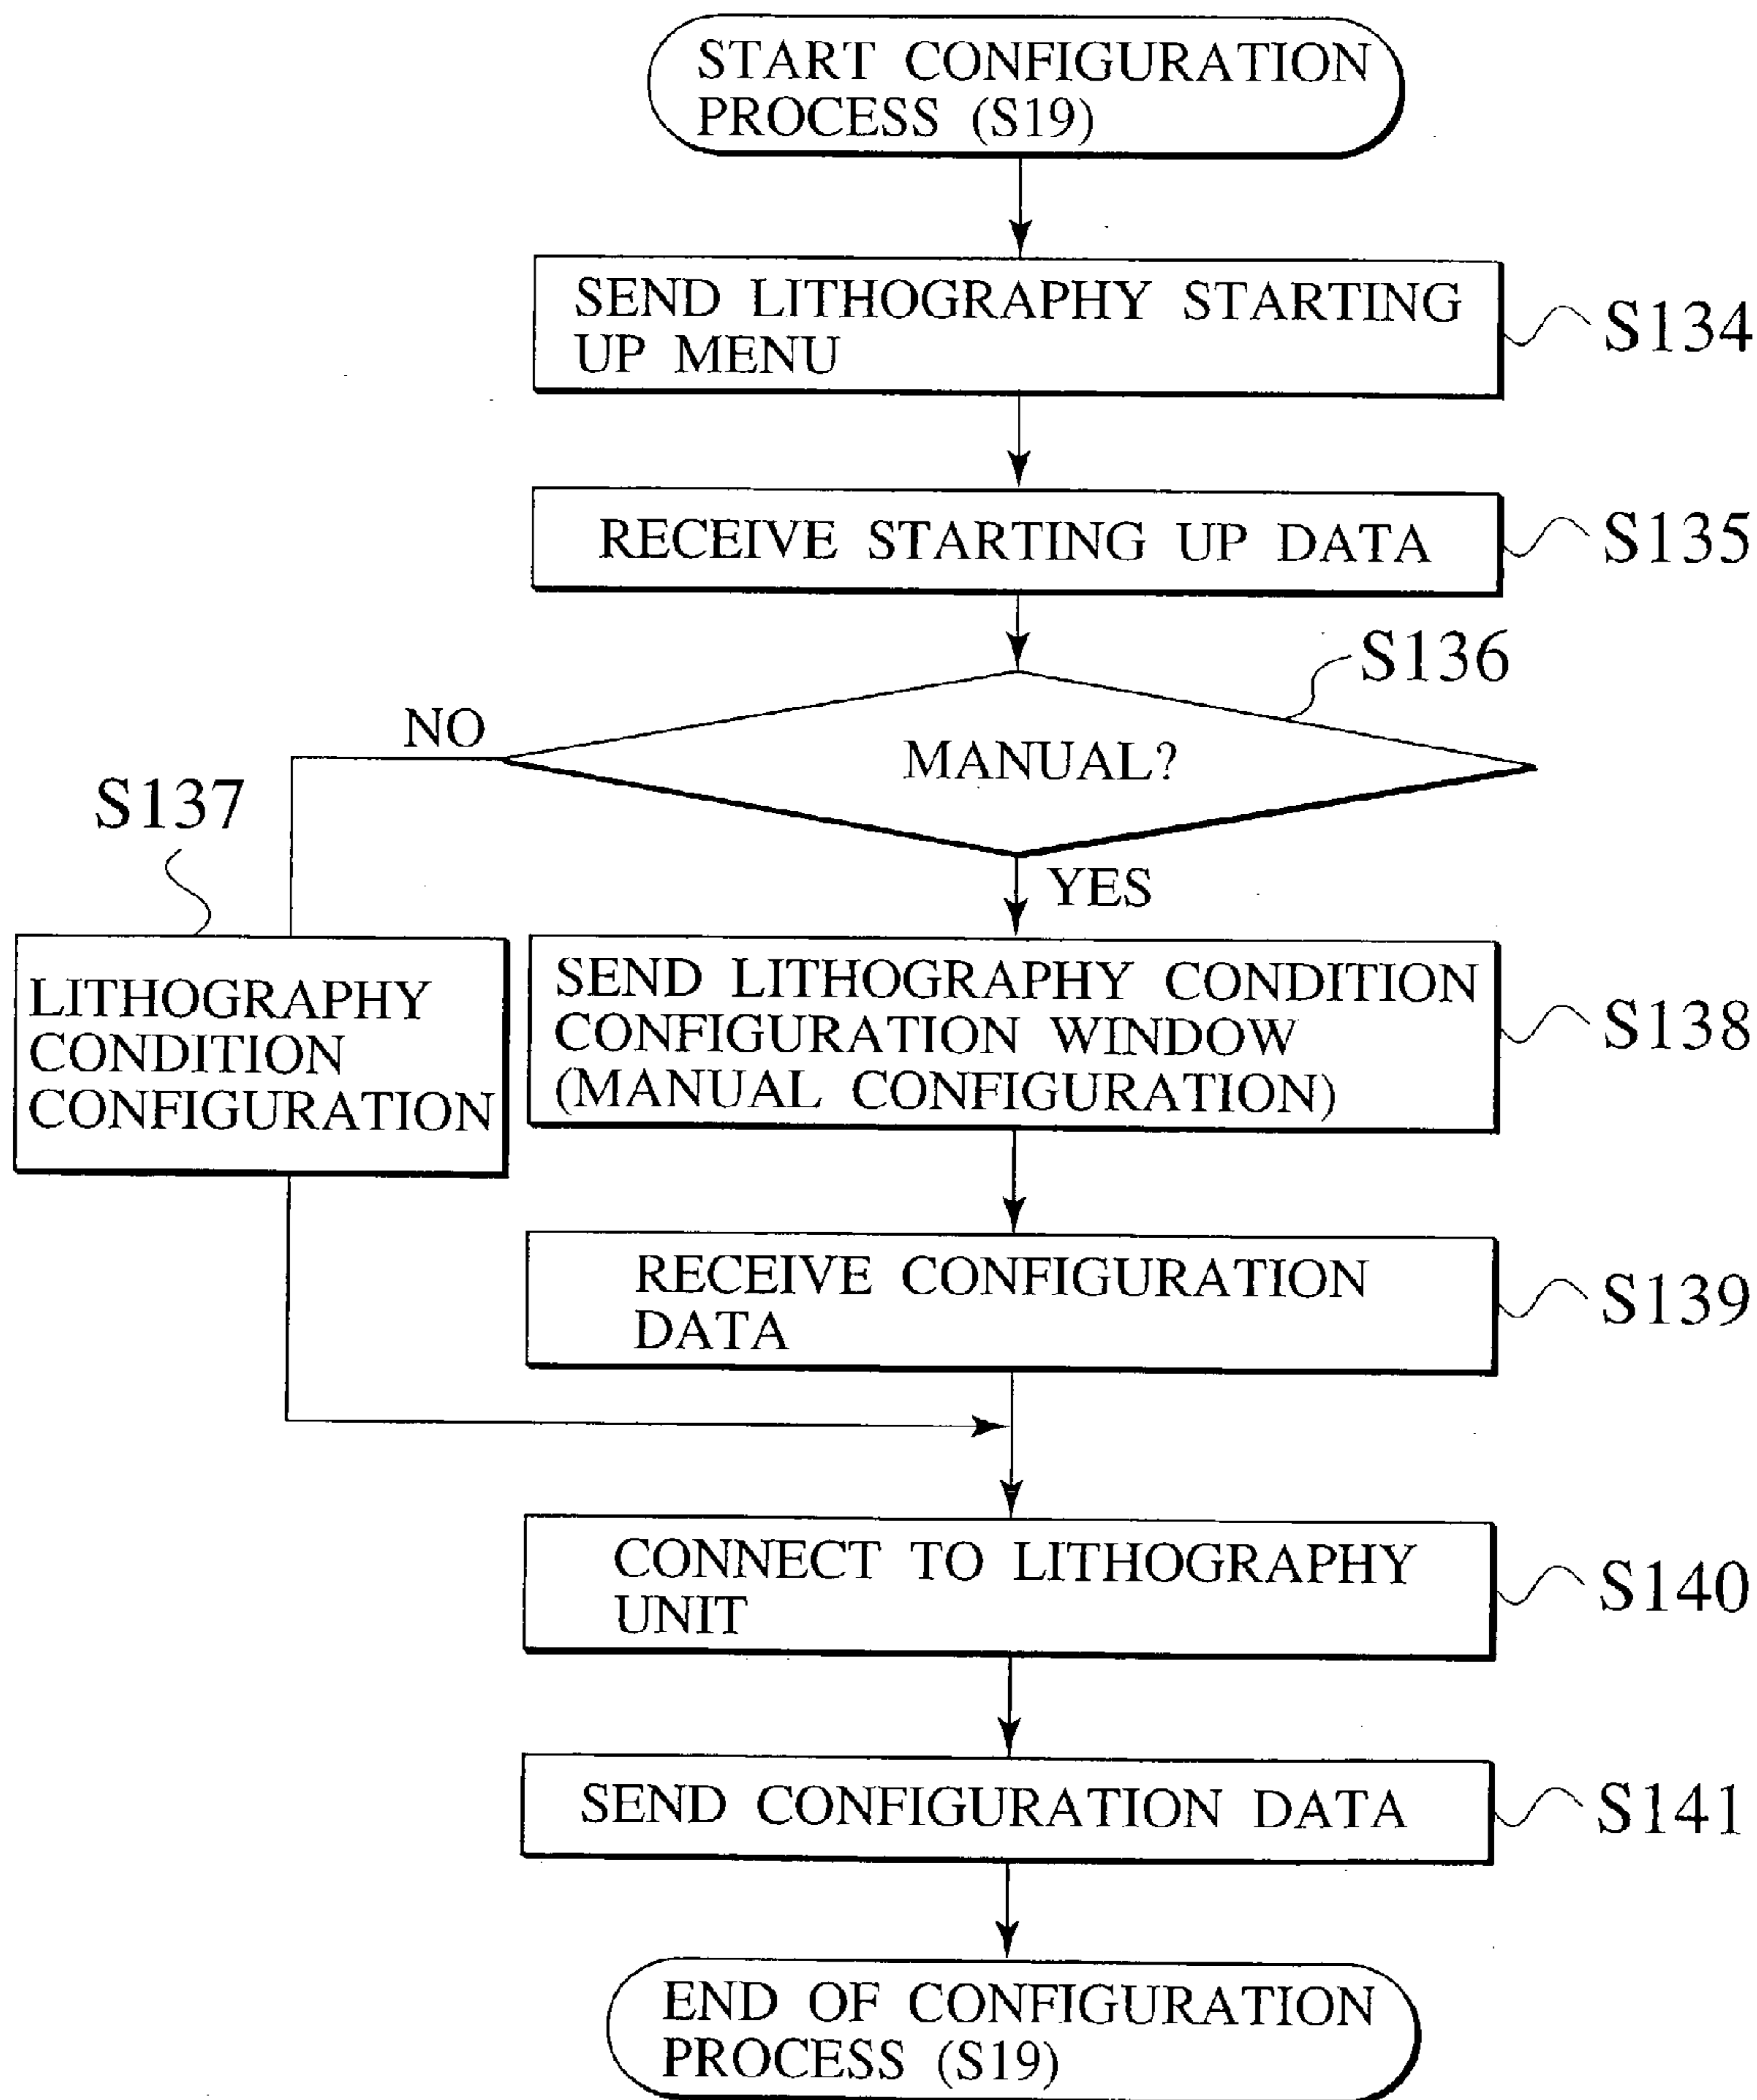 START CONFIGURATION
PROCESS (S19)
SEND LITHOGRAPHY STARTING
UP MENU
S134
RECEIVE STARTING UP DATA
S135
S136
NO
MANUAL?
S137
YES
LITHOGRAPHY
CONDITION
CONFIGURATION
SEND LITHOGRAPHY CONDITION
CONFIGURATION WINDOW
(MANUAL CONFIGURATION)
S138
RECEIVE CONFIGURATION
DATA
S139
CONNECT TO LITHOGRAPHY
UNIT
S140
SEND CONFIGURATION DATA
S141
END OF CONFIGURATION
PROCESS (S19)